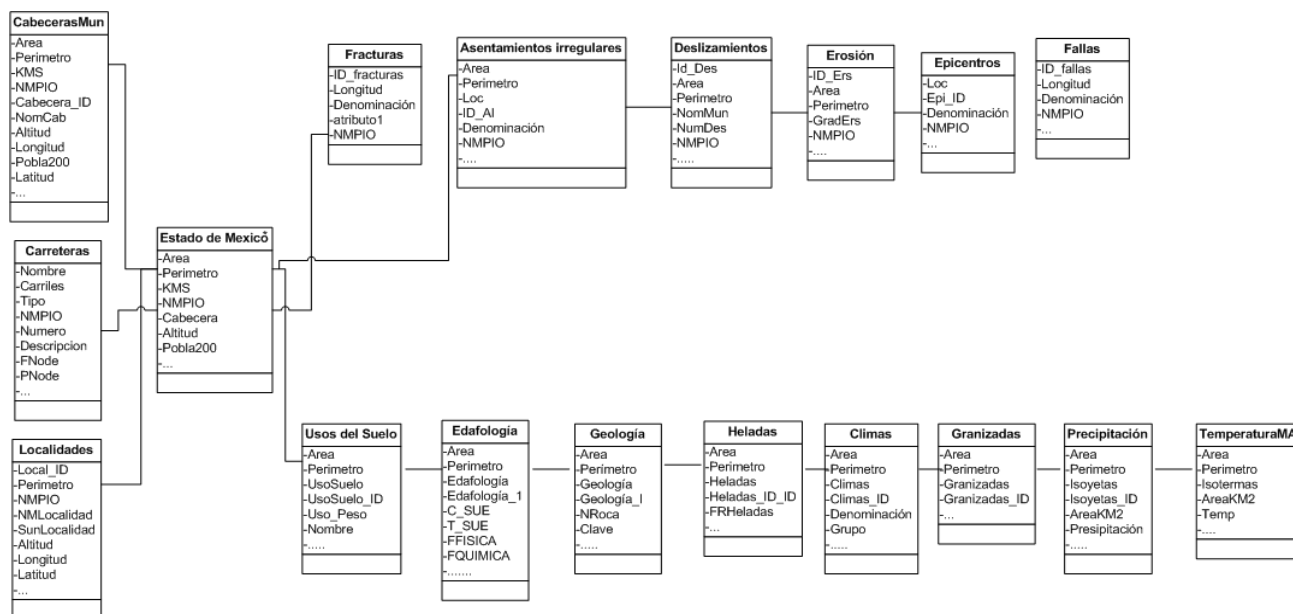 CabecerasMun
-Area
-Perimetro
-KMS
-NMPIO
-Cabecera_ID
-NomCab
-Altitud
-Longitud
-Pobla200
-Latitud
-...
Fracturas
-ID_fracturas
-Longitud
-Denominación
-atributo1
-NMPIO
Asentamientos irregulares
-Area
-Perimetro
-Loc
-ID_AI
-Denominación
-NMPIO
-....
Deslizamientos
-Id_Des
-Area
-Perimetro
-NomMun
-NumDes
-NMPIO
-.....
Erosión
-ID_Ers
-Area
-Perimetro
-GradErs
-NMPIO
-....
Epicentros
-Loc
-Epi_ID
-Denominación
-NMPIO
-...
Fallas
-ID_fallas
-Longitud
-Denominación
-NMPIO
-...
Carreteras
-Nombre
-Carriles
-Tipo
-NMPIO
-Numero
-Descripcion
-FNode
-PNode
-...
Estado de Mexico
-Area
-Perimetro
-KMS
-NMPIO
-Cabecera
-Altitud
-Pobla200
-...
Localidades
-Local_ID
-Perimetro
-NMPIO
-NMLocalidad
-SunLocalidad
-Altitud
-Longitud
-Latitud
-...
Usos del Suelo
-Area
-Perimetro
-UsoSuelo
-UsoSuelo_ID
-Uso_Peso
-Nombre
-.....
Edafología
-Area
-Perimetro
-Edafología
-Edafología_1
-C_SUE
-T_SUE
-FFISICA
-FQUIMICA
-.......
Geología
-Area
-Perímetro
-Geología
-Geología_I
-NRoca
-Clave
-.....
Heladas
-Area
-Perimetro
-Heladas
-Heladas_ID_ID
-FRHeladas
-...
Climas
-Area
-Perimetro
-Climas
-Climas_ID
-Denominación
-Grupo
-.....
Granizadas
-Area
-Perimetro
-Granizadas
-Granizadas_ID
-...
Precipitación
-Area
-Perimetro
-Isoyetas
-Isoyetas_ID
-AreaKM2
-Presipitación
-.....
TemperaturaMA
-Area
-Perimetro
-Isotermas
-AreaKM2
-Temp
-....